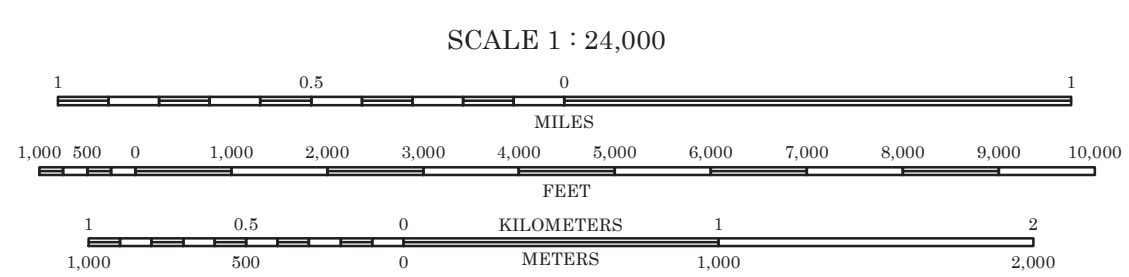 SCALE 1 : 24,000
1 0.5 0 1
MILES
1,000 500 0 1,000 2,000 3,000 4,000 5,000 6,000 7,000 8,000 9,000 10,000
FEET
1 0.5 0 KILOMETERS 1 2
1,000 500 0 METERS 1,000 2,000